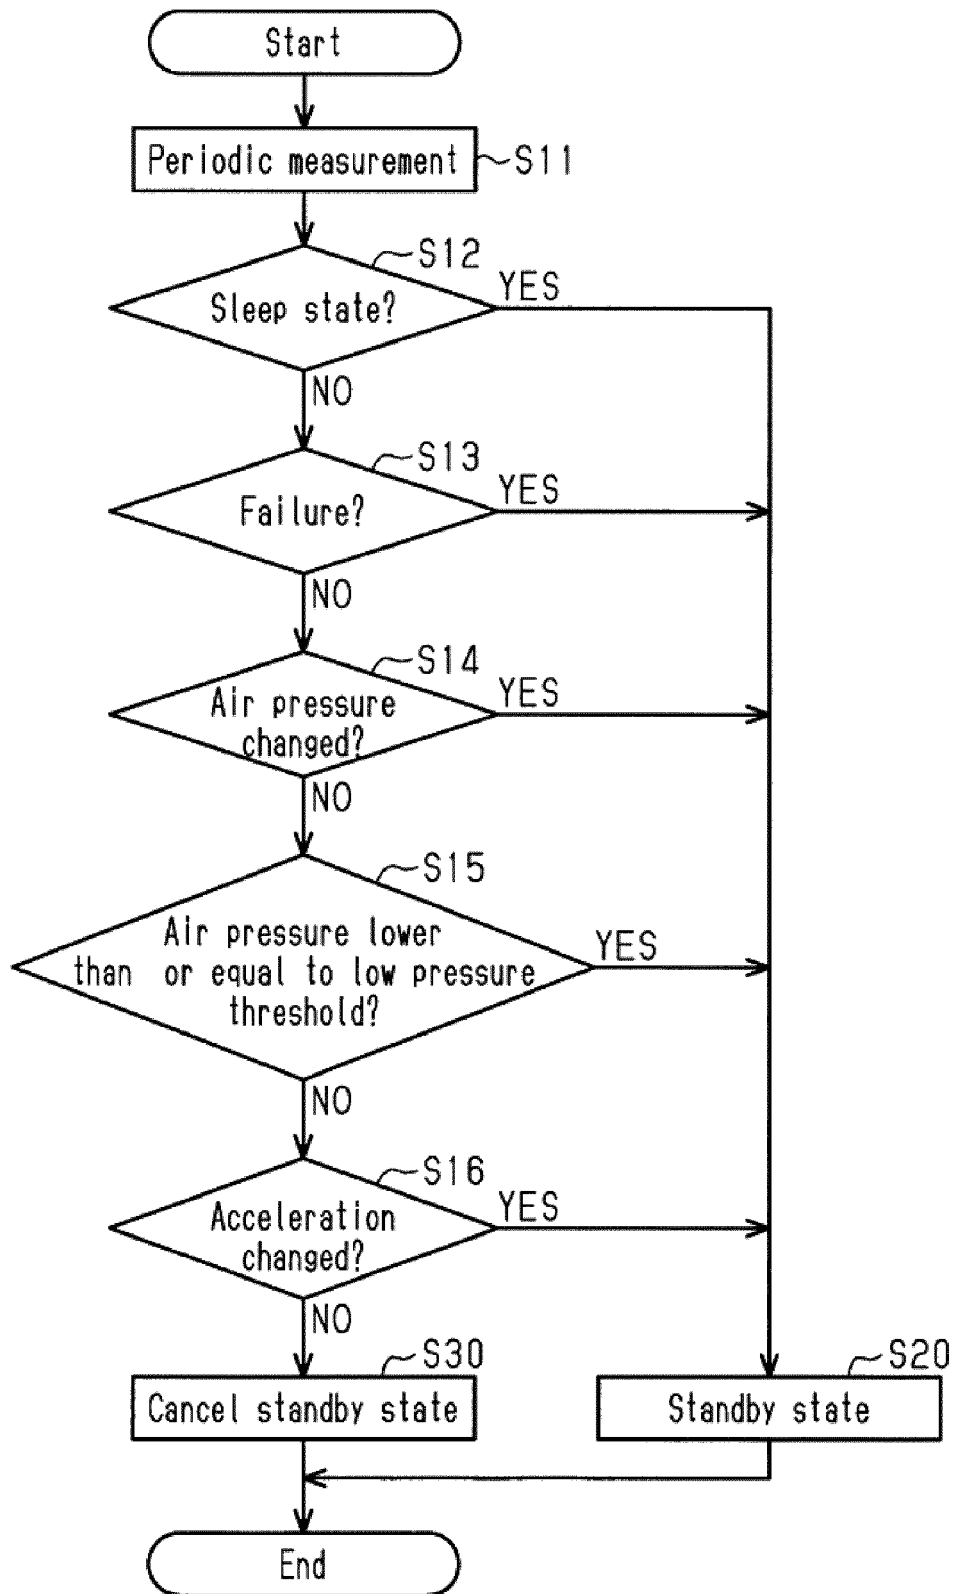 Start
Periodic measurement
S11
S12
Sleep state?
YES
NO
S13
Failure?
YES
NO
S14
Air pressure
changed?
YES
NO
S15
Air pressure lower
than or equal to low pressure
threshold?
YES
NO
S16
Acceleration
changed?
YES
NO
S30
Cancel standby state
S20
Standby state
End